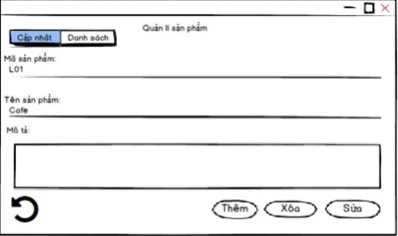 Quản lí sản phẩm
Cập nhât
Danh sách
Mã sản phẩm:
L01
Tên sản phẩm:
Cafe
Mô tả:
Thêm
Xóa
Sửa